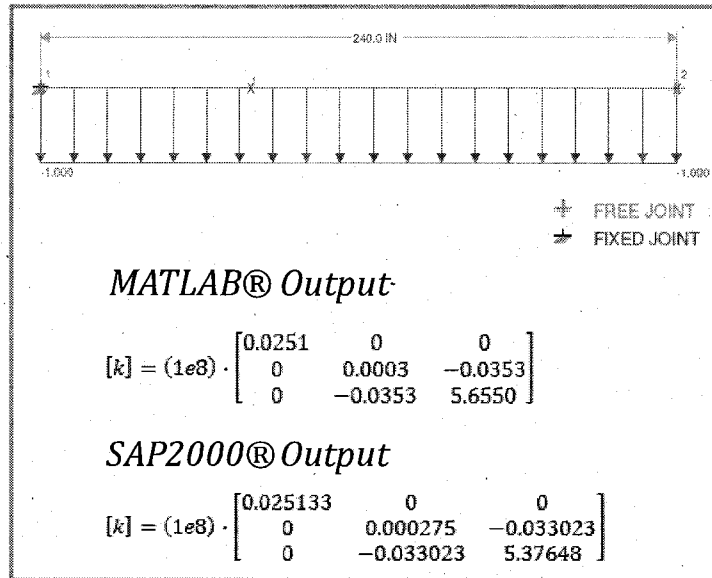 240.0 IN
1
2
-1.000
-1.000
FREE JOINT
FIXED JOINT
MATLAB® Output
[k] = (1e8) · [0.0251 0 0
0 0.0003 −0.0353
0 −0.0353 5.6550]
SAP2000® Output
[k] = (1e8) · [0.025133 0 0
0 0.000275 −0.033023
0 −0.033023 5.37648]